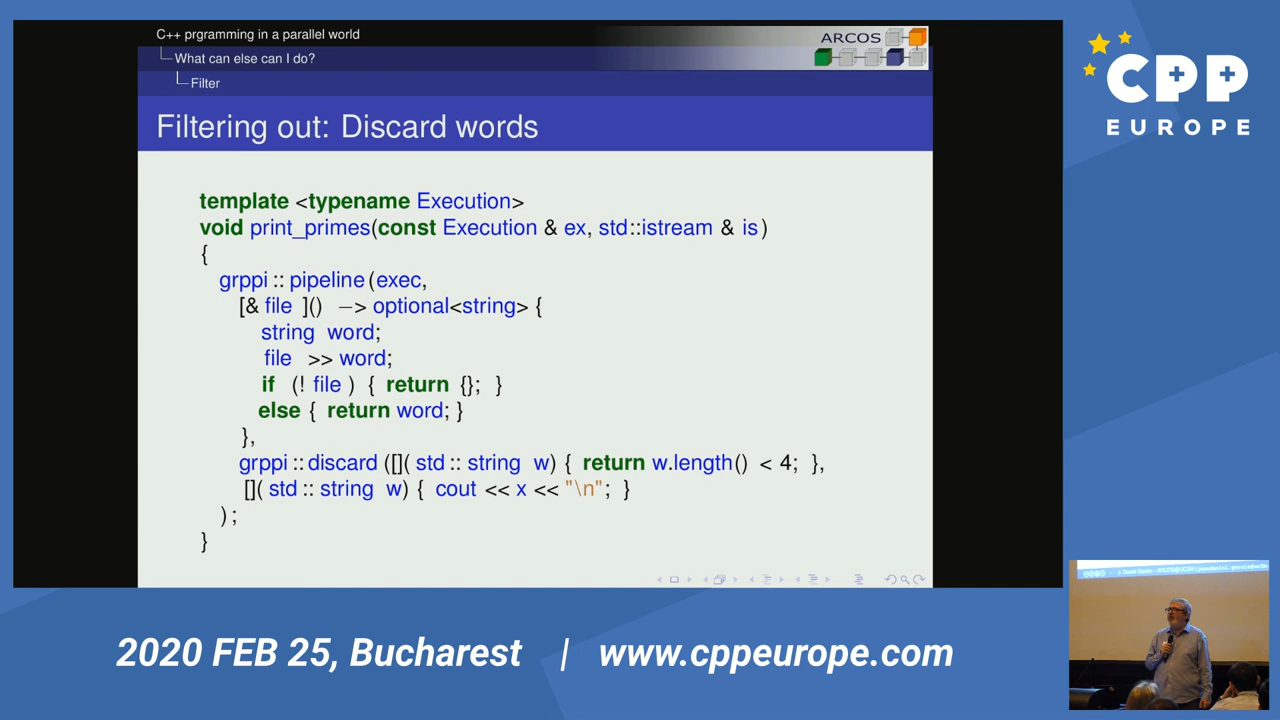 C++ prgramming in a parallel world
What can else can I do?
Filter
ARCOS
Filtering out: Discard words
template <typename Execution>
void print_primes(const Execution & ex, std::istream & is)
{
grppi :: pipeline (exec,
[& file ]() −> optional<string> {
string word;
file >> word;
if (! file ) { return {}; }
else { return word; }
},
grppi :: discard ([]( std :: string w) { return w.length() < 4; },
[]( std :: string w) { cout << x << "\n"; }
);
}
CPP
EUROPE
2020 FEB 25, Bucharest | www.cppeurope.com